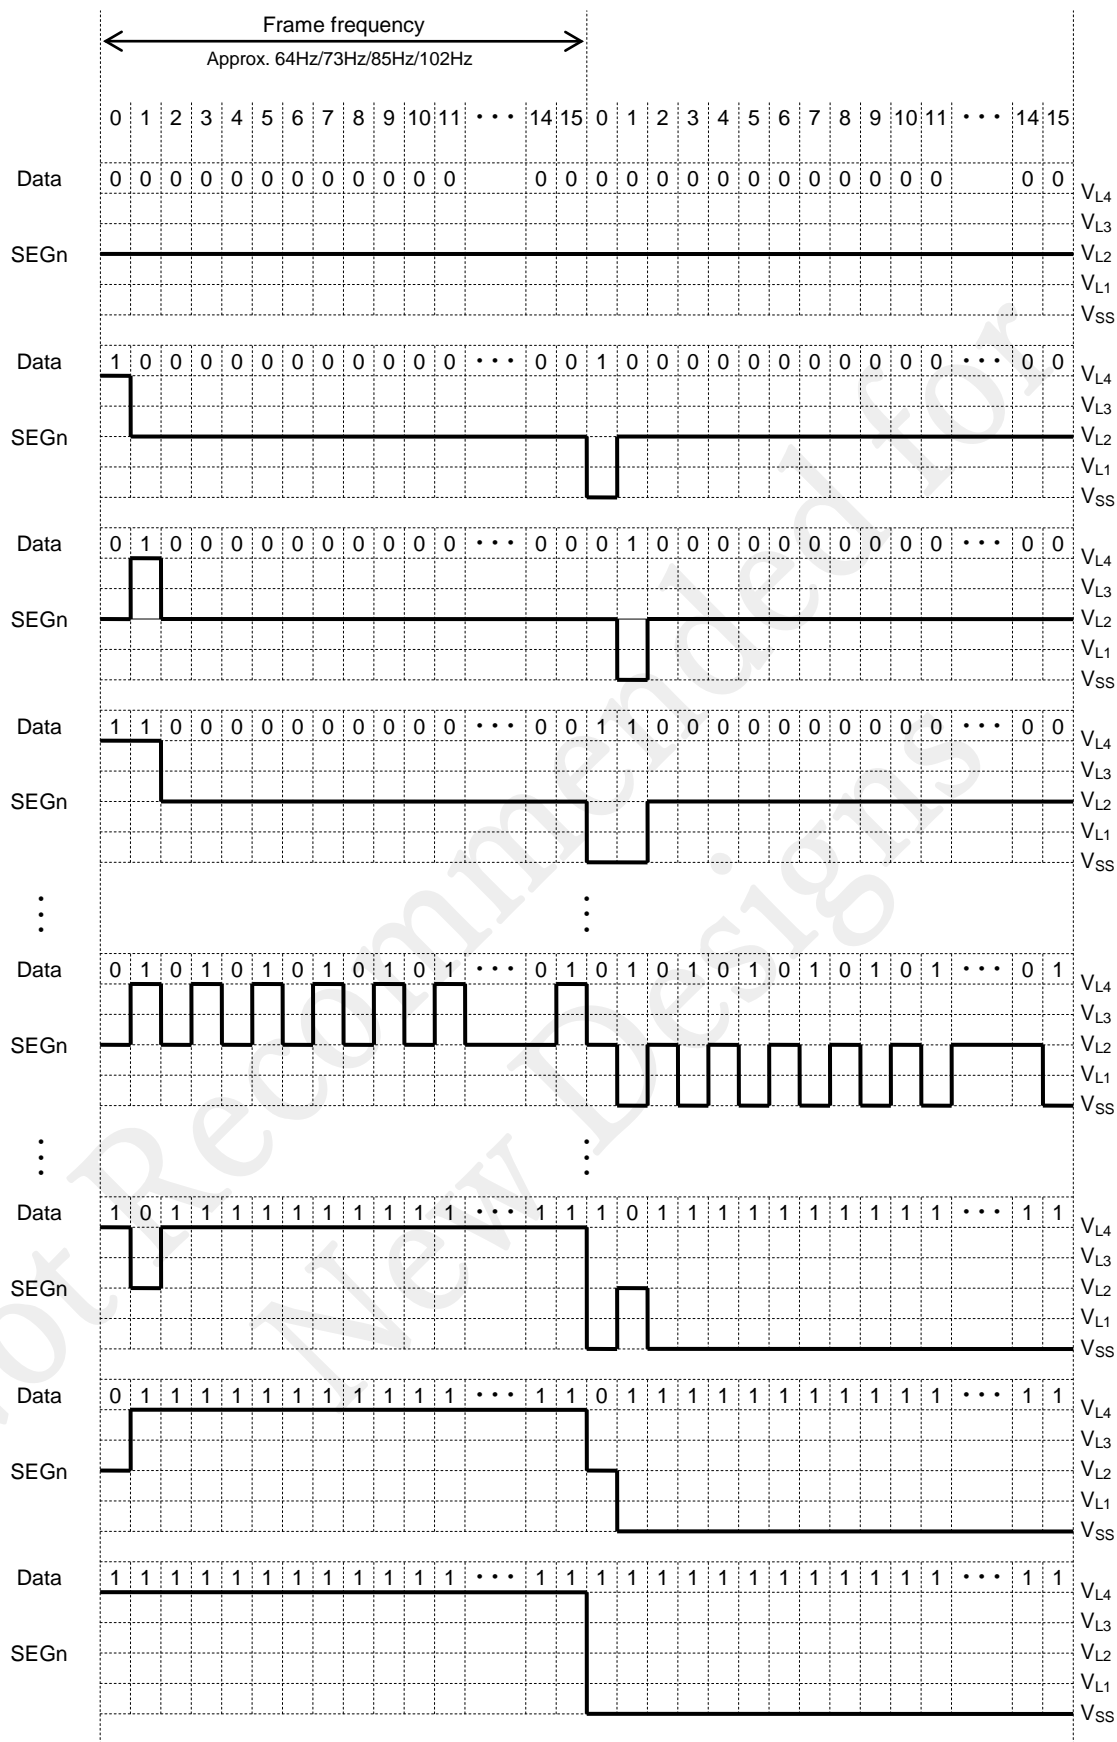 Frame frequency
Approx. 64Hz/73Hz/85Hz/102Hz
0 1 2 3 4 5 6 7 8 9 10 11 ··· 14 15 0 1 2 3 4 5 6 7 8 9 10 11 ··· 14 15
Data 0 0 0 0 0 0 0 0 0 0 0 0 0 0 0 0 0 0 0 0 0 0 0 0 0 0 0 0
VL4
VL3
SEGn VL2
VL1
VSS
Data 1 0 0 0 0 0 0 0 0 0 0 0 ··· 0 0 1 0 0 0 0 0 0 0 0 0 0 0 ··· 0 0
VL4
VL3
SEGn VL2
VL1
VSS
Data 0 1 0 0 0 0 0 0 0 0 0 0 ··· 0 0 0 1 0 0 0 0 0 0 0 0 0 0 ··· 0 0
VL4
VL3
SEGn VL2
VL1
VSS
Data 1 1 0 0 0 0 0 0 0 0 0 0 ··· 0 0 1 1 0 0 0 0 0 0 0 0 0 0 ··· 0 0
VL4
VL3
SEGn VL2
VL1
VSS
Data 0 1 0 1 0 1 0 1 0 1 0 1 ··· 0 1 0 1 0 1 0 1 0 1 0 1 0 1 ··· 0 1
VL4
VL3
SEGn VL2
VL1
VSS
Data 1 0 1 1 1 1 1 1 1 1 1 1 ··· 1 1 1 0 1 1 1 1 1 1 1 1 1 1 ··· 1 1
VL4
VL3
SEGn VL2
VL1
VSS
Data 0 1 1 1 1 1 1 1 1 1 1 1 ··· 1 1 0 1 1 1 1 1 1 1 1 1 1 1 ··· 1 1
VL4
VL3
SEGn VL2
VL1
VSS
Data 1 1 1 1 1 1 1 1 1 1 1 1 ··· 1 1 1 1 1 1 1 1 1 1 1 1 1 1 ··· 1 1
VL4
VL3
SEGn VL2
VL1
VSS
ot Recommended for
New Designs